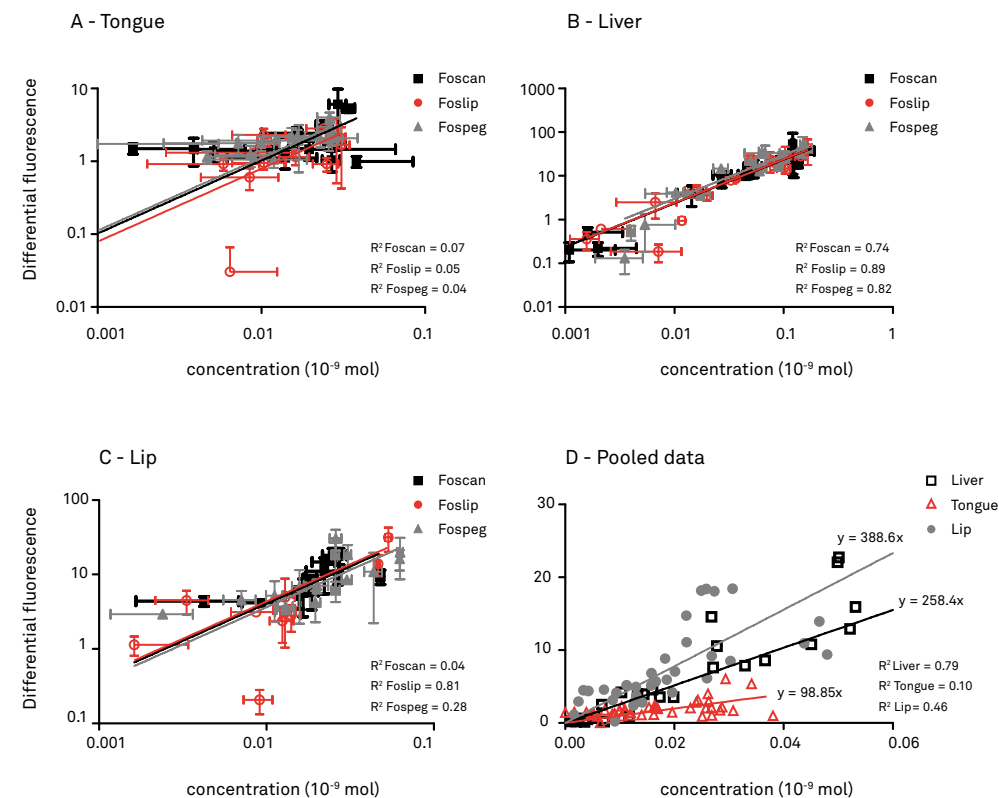 A - Tongue
Differential fluorescence
10
1
0.1
0.01
0.001
0.01
0.1
concentration (10⁻⁹ mol)
Foscan
Foslip
Fospeg
R² Foscan = 0.07
R² Foslip = 0.05
R² Fospeg = 0.04
B - Liver
1000
100
10
1
0.1
0.01
0.001
0.01
0.1
1
concentration (10⁻⁹ mol)
Foscan
Foslip
Fospeg
R² Foscan = 0.74
R² Foslip = 0.89
R² Fospeg = 0.82
C - Lip
Differential fluorescence
100
10
1
0.1
0.001
0.01
0.1
concentration (10⁻⁹ mol)
Foscan
Foslip
Fospeg
R² Foscan = 0.04
R² Foslip = 0.81
R² Fospeg = 0.28
D - Pooled data
30
20
10
0
0.00
0.02
0.04
0.06
concentration (10⁻⁹ mol)
Liver
Tongue
Lip
y = 388.6x
y = 258.4x
y = 98.85x
R² Liver = 0.79
R² Tongue = 0.10
R² Lip= 0.46